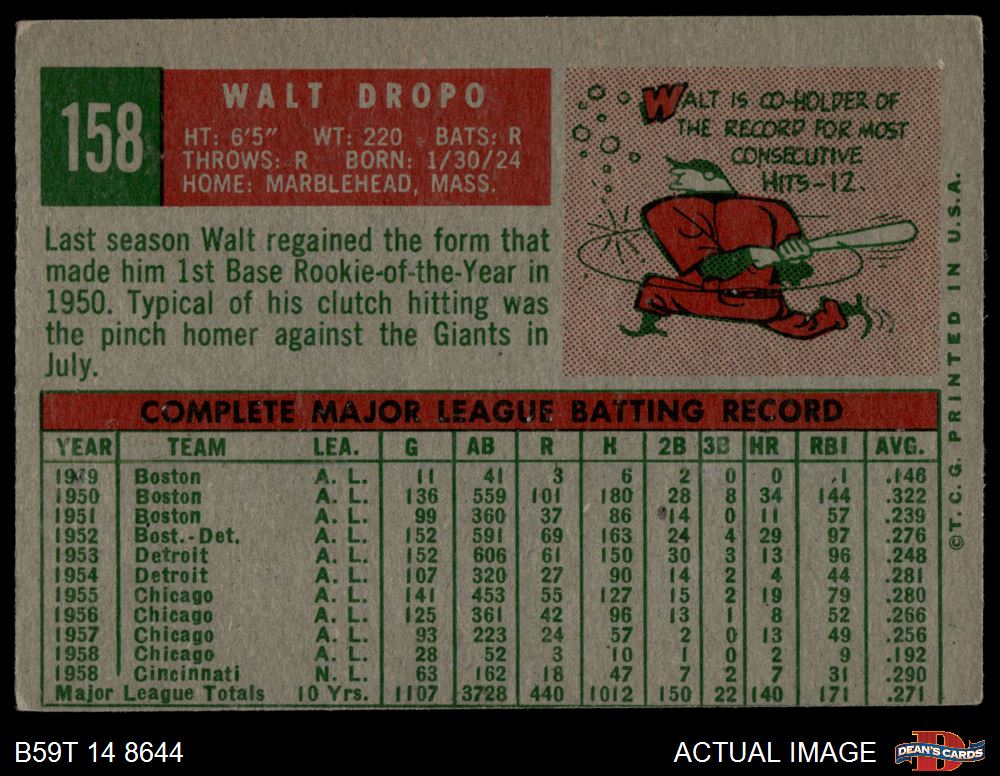 158
WALT DROPO
HT: 6'5" WT: 220 BATS: R
THROWS: R BORN: 1/30/24
HOME: MARBLEHEAD, MASS.
WALT IS CO-HOLDER OF
THE RECORD FOR MOST
CONSECUTIVE
HITS-12.
Last season Walt regained the form that
made him 1st Base Rookie-of-the-Year in
1950. Typical of his clutch hitting was
the pinch homer against the Giants in
July.
COMPLETE MAJOR LEAGUE BATTING RECORD
YEAR TEAM LEA. G AB R H 2B 3B HR RBI AVG.
1949 Boston A. L. 11 41 3 6 2 0 0 1 .146
1950 Boston A. L. 136 559 101 180 28 8 34 144 .322
1951 Boston A. L. 99 360 37 86 14 0 11 57 .239
1952 Bost.-Det. A. L. 152 591 69 163 24 4 29 97 .276
1953 Detroit A. L. 152 606 61 150 30 3 13 96 .248
1954 Detroit A. L. 107 320 27 90 14 2 4 44 .281
1955 Chicago A. L. 141 453 55 127 15 2 19 79 .280
1956 Chicago A. L. 125 361 42 96 13 1 8 52 .266
1957 Chicago A. L. 93 223 24 57 2 0 13 49 .256
1958 Chicago A. L. 28 52 3 10 1 0 2 9 .192
1958 Cincinnati N. L. 63 162 18 47 7 2 7 31 .290
Major League Totals 10 Yrs. 1107 3728 440 1012 150 22 140 171 .271
©T. C. G. PRINTED IN U.S.A.
B59T 14 8644
ACTUAL IMAGE
D
DEAN'S CARDS